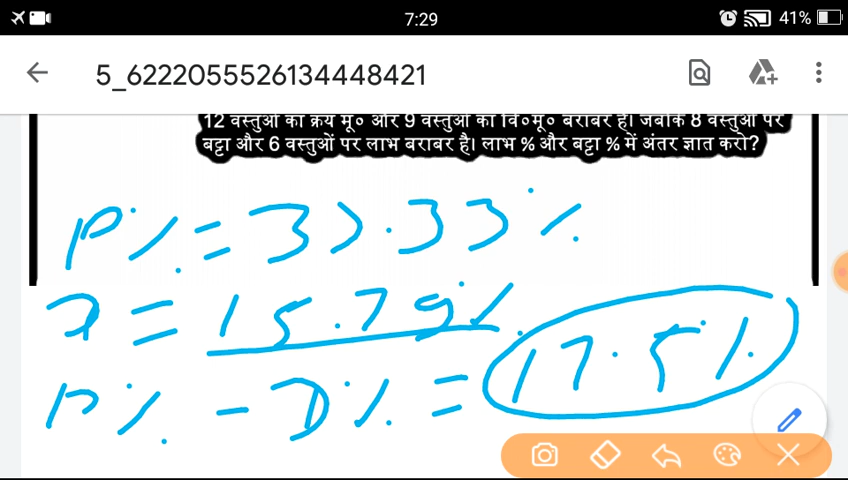 7:29
41%
5_6222055526134448421
12 वस्तुओं का क्रय मू० और 9 वस्तुओं का वि०मू० बराबर है। जबकि 8 वस्तुओं पर
बट्टा और 6 वस्तुओं पर लाभ बराबर है। लाभ % और बट्टा % में अंतर ज्ञात करो?
P% = 33.33%
= 15.79%
P% - D% = 17.5%